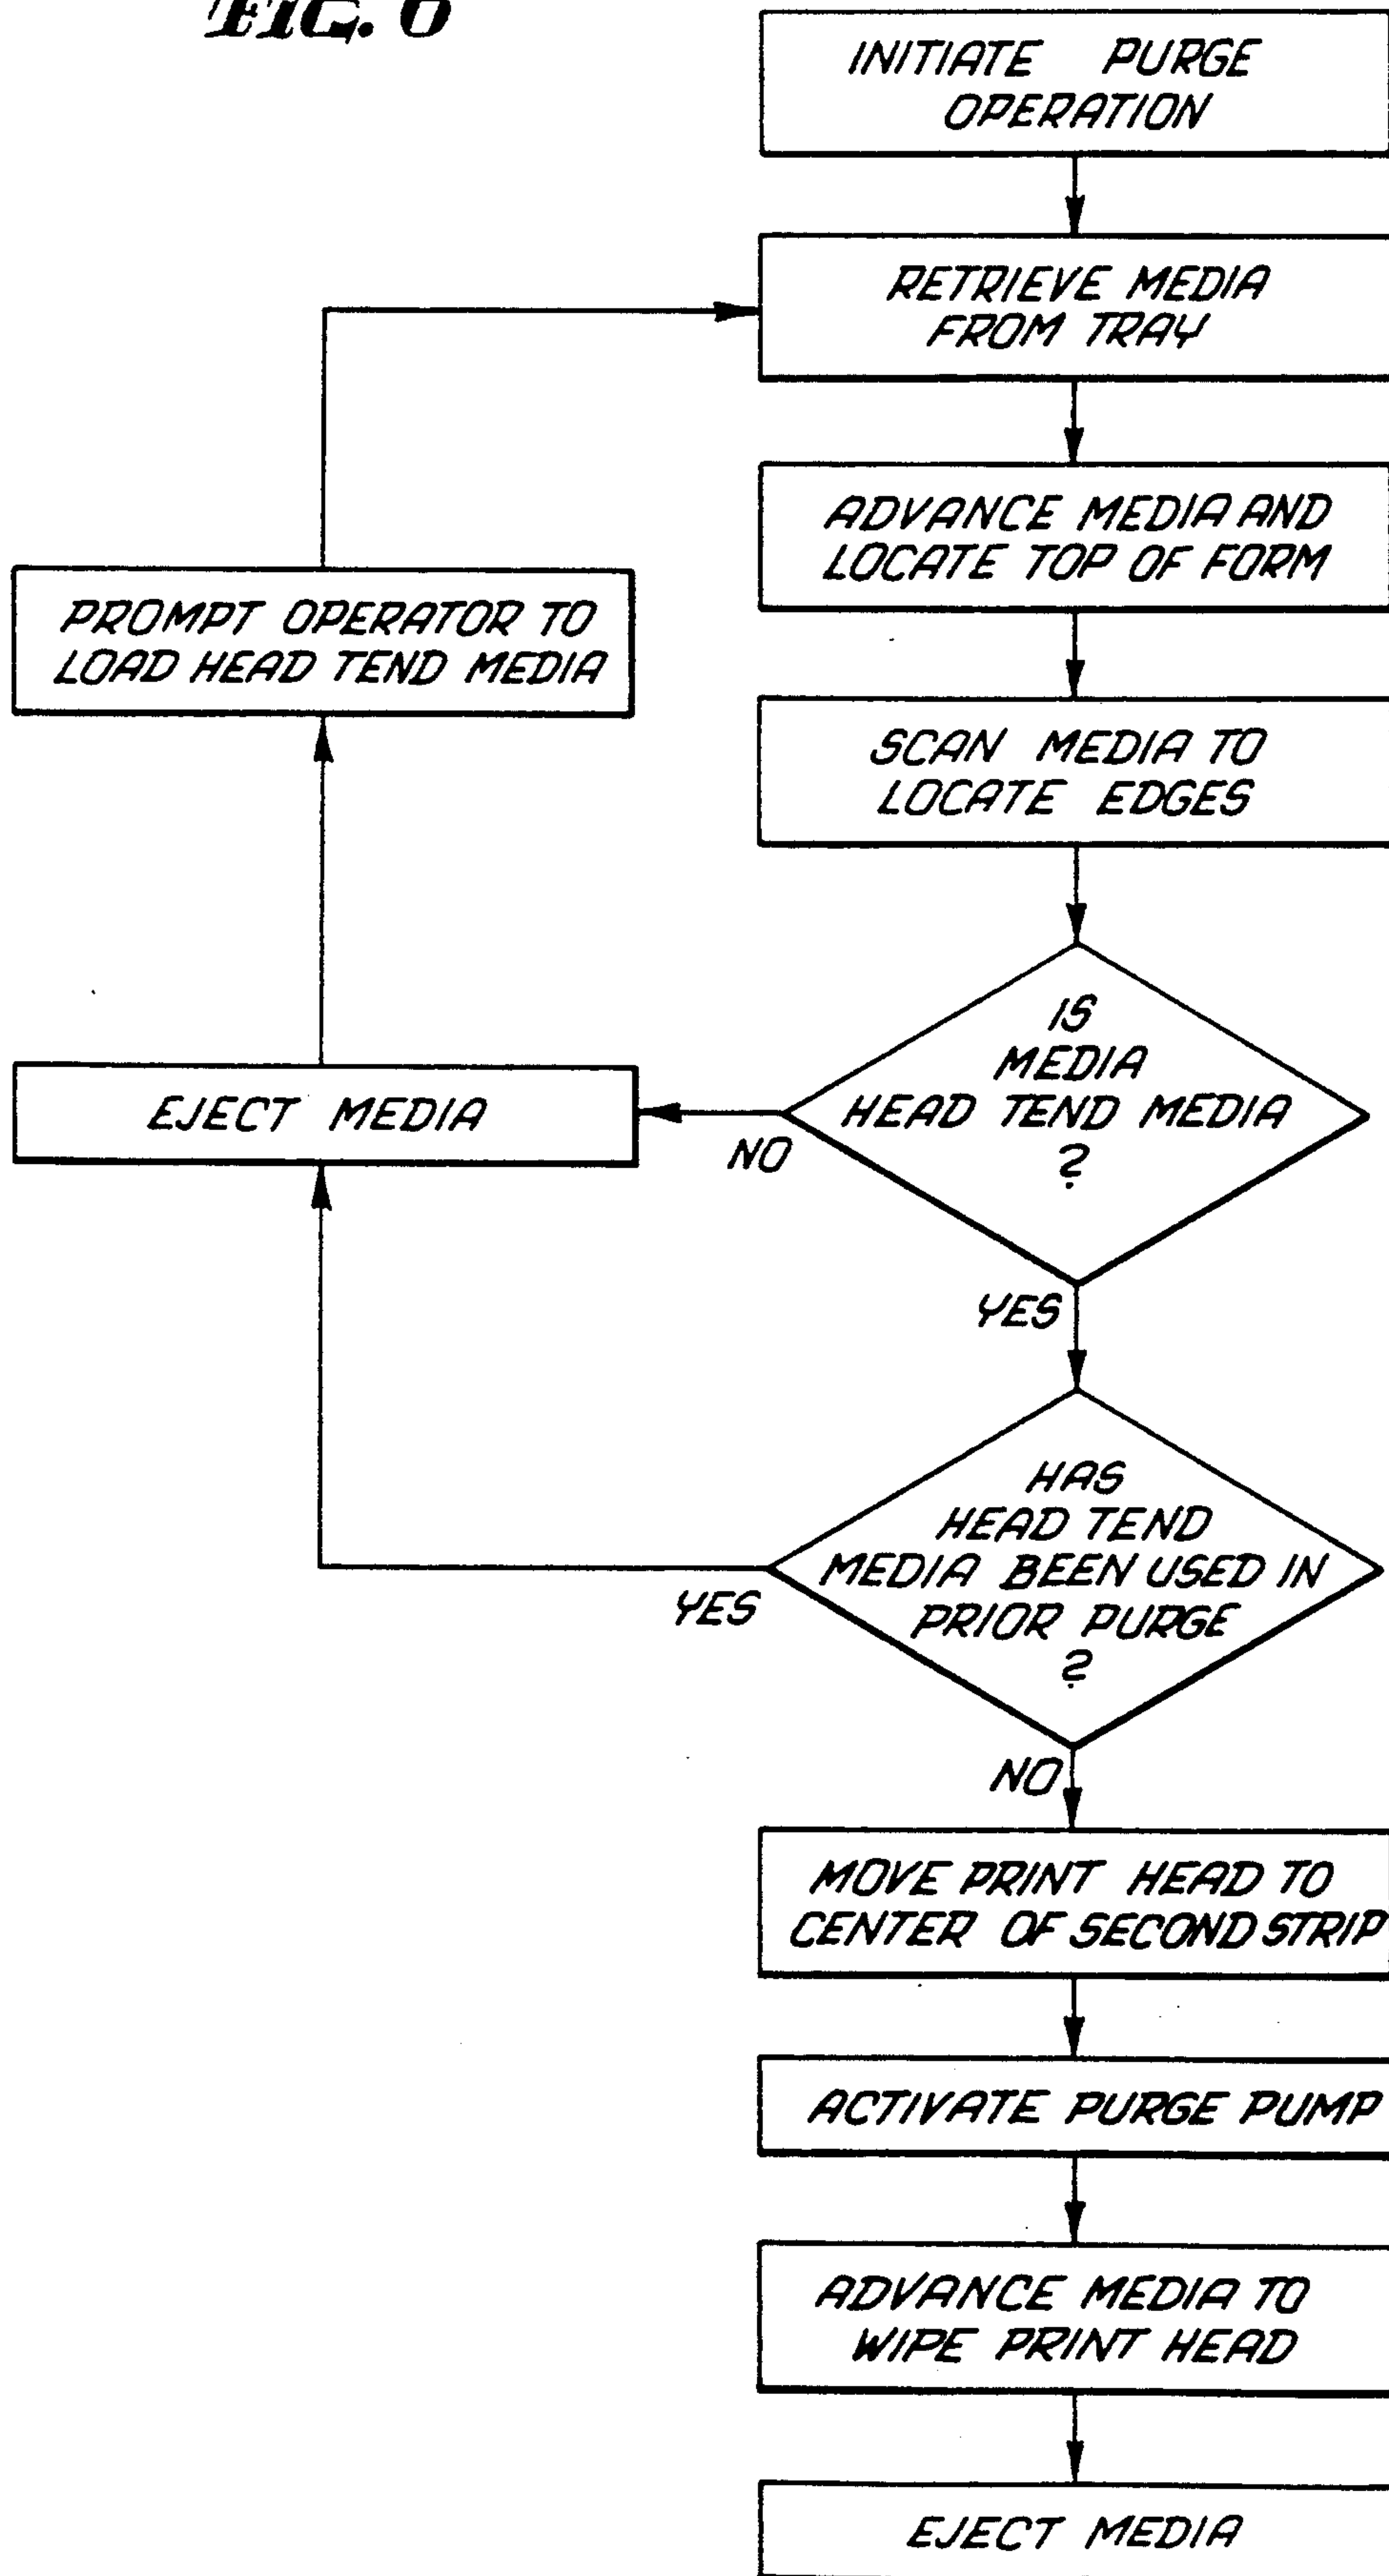 FIG. 6
INITIATE PURGE
OPERATION
RETRIEVE MEDIA
FROM TRAY
ADVANCE MEDIA AND
LOCATE TOP OF FORM
PROMPT OPERATOR TO
LOAD HEAD TEND MEDIA
SCAN MEDIA TO
LOCATE EDGES
IS
MEDIA
HEAD TEND MEDIA
?
EJECT MEDIA
NO
YES
HAS
HEAD TEND
MEDIA BEEN USED IN
PRIOR PURGE
?
YES
NO
MOVE PRINT HEAD TO
CENTER OF SECOND STRIP
ACTIVATE PURGE PUMP
ADVANCE MEDIA TO
WIPE PRINT HEAD
EJECT MEDIA